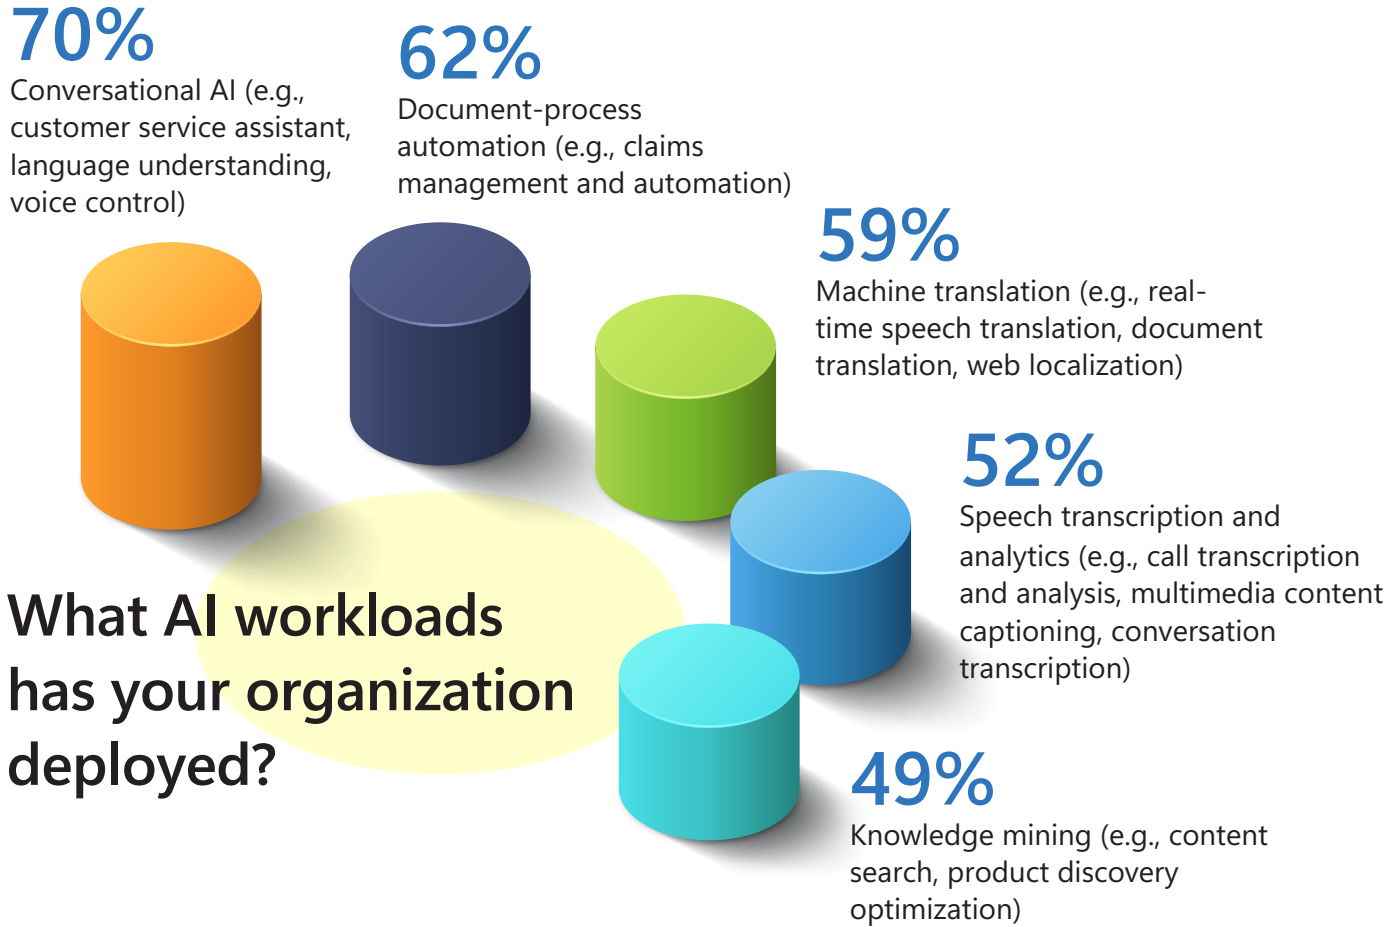 70%
Conversational AI (e.g.,
customer service assistant,
language understanding,
voice control)
62%
Document-process
automation (e.g., claims
management and automation)
59%
Machine translation (e.g., real-
time speech translation, document
translation, web localization)
52%
Speech transcription and
analytics (e.g., call transcription
and analysis, multimedia content
captioning, conversation
transcription)
49%
Knowledge mining (e.g., content
search, product discovery
optimization)
What AI workloads
has your organization
deployed?